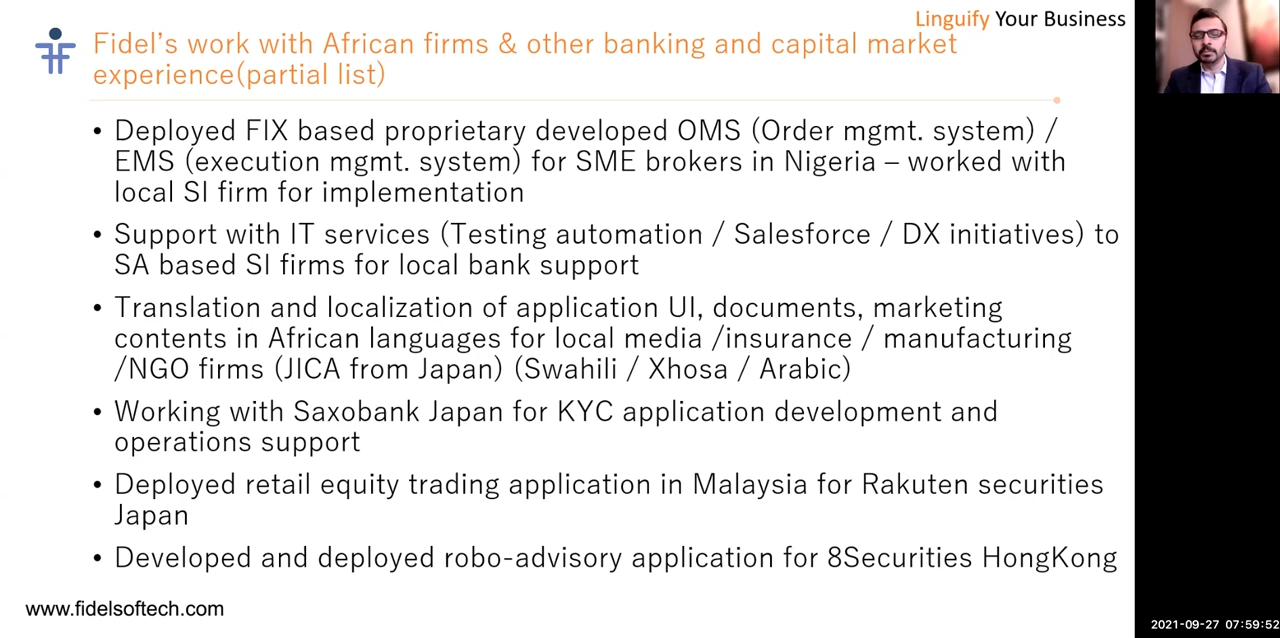 Linguify Your Business
Fidel's work with African firms & other banking and capital market
experience(partial list)
• Deployed FIX based proprietary developed OMS (Order mgmt. system) /
EMS (execution mgmt. system) for SME brokers in Nigeria – worked with
local SI firm for implementation
• Support with IT services (Testing automation / Salesforce / DX initiatives) to
SA based SI firms for local bank support
• Translation and localization of application UI, documents, marketing
contents in African languages for local media /insurance / manufacturing
/NGO firms (JICA from Japan) (Swahili / Xhosa / Arabic)
• Working with Saxobank Japan for KYC application development and
operations support
• Deployed retail equity trading application in Malaysia for Rakuten securities
Japan
• Developed and deployed robo-advisory application for 8Securities HongKong
www.fidelsoftech.com
2021-09-27 07:59:52